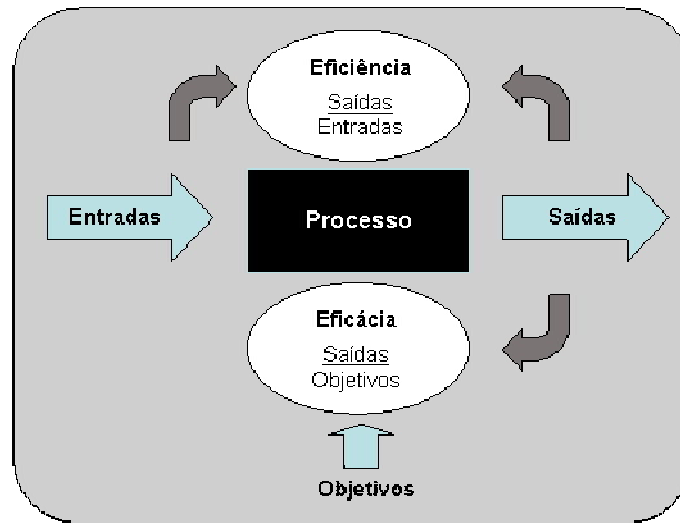 Eficiência
Saídas
Entradas
Entradas
Processo
Saídas
Eficácia
Saídas
Objetivos
Objetivos